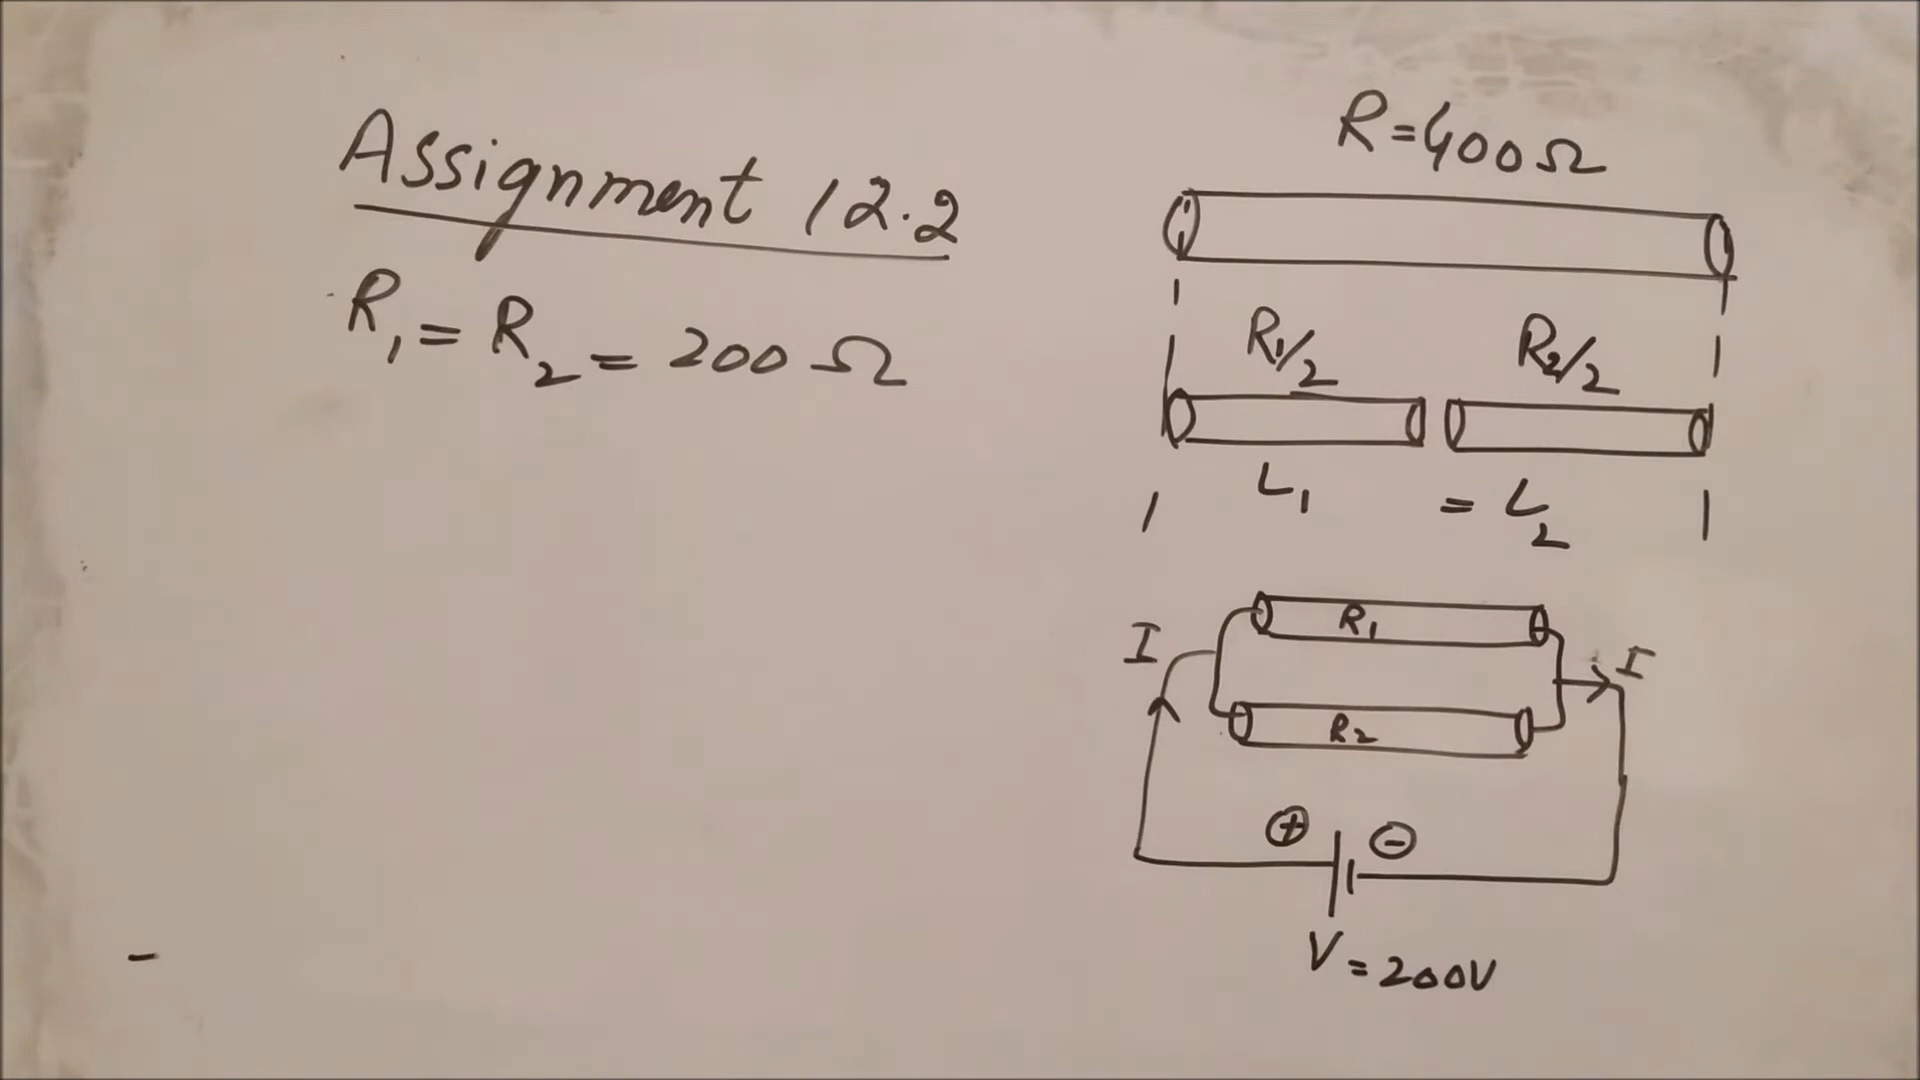 Assignment 12.2
R₁ = R₂ = 200 Ω
R=400Ω
R₁/2
R₂/2
L₁ = L₂
R₁
I
I
R₂
⊕ ⊖
V = 200V